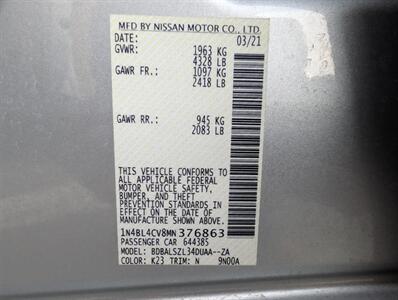 MFD BY NISSAN MOTOR CO., LTD.
DATE: 03/21
GVWR: 1963 KG
4328 LB
GAWR FR.: 1097 KG
2418 LB
GAWR RR.: 945 KG
2083 LB
THIS VEHICLE CONFORMS TO
ALL APPLICABLE FEDERAL
MOTOR VEHICLE SAFETY,
BUMPER, AND THEFT
PREVENTION STANDARDS
IN EFFECT ON THE DATE OF
MANUFACTURE SHOWN ABOVE.
1N4BL4CV8MN376863
PASSENGER CAR 644385
MODEL: BDBALSZL34DUAA--ZA
COLOR: K23 TRIM: N 9N00A